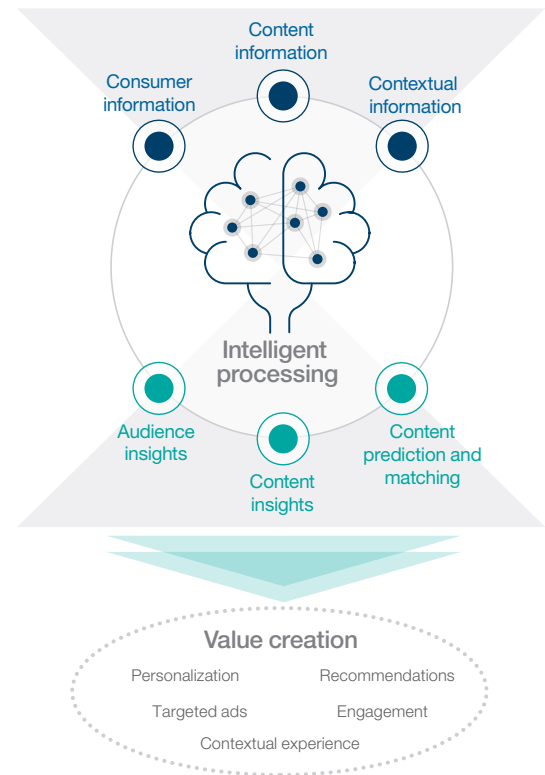 Content
information
Consumer
information
Contextual
information
Intelligent
processing
Audience
insights
Content
insights
Content
prediction and
matching
Value creation
Personalization
Recommendations
Targeted ads
Engagement
Contextual experience